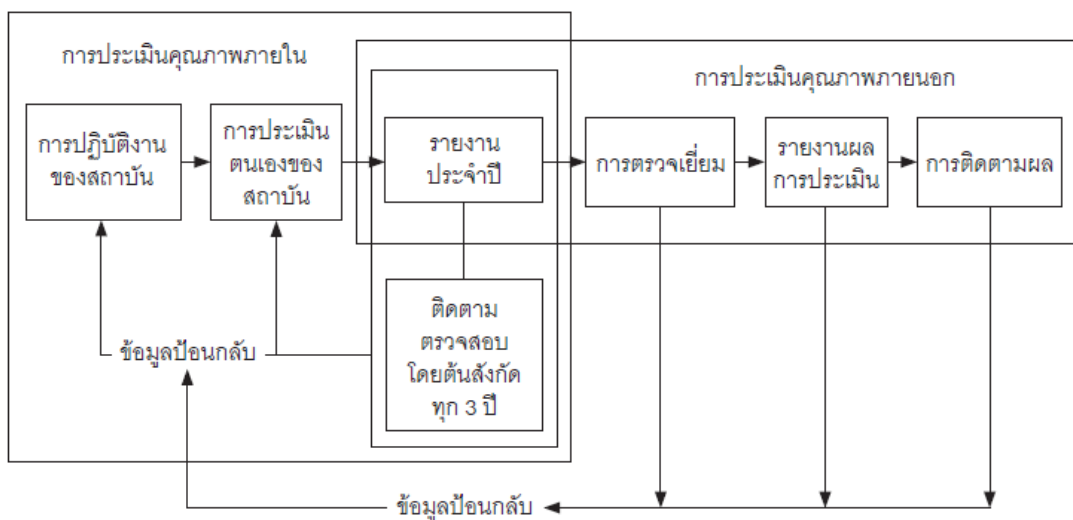 การประเมินคุณภาพภายใน
การประเมินคุณภาพภายนอก
การปฏิบัติงาน
ของสถาบัน
การประเมิน
ตนเองของ
สถาบัน
รายงาน
ประจำปี
การตรวจเยี่ยม
รายงานผล
การประเมิน
การติดตามผล
ติดตาม
ตรวจสอบ
โดยต้นสังกัด
ทุก 3 ปี
ข้อมูลป้อนกลับ
ข้อมูลป้อนกลับ